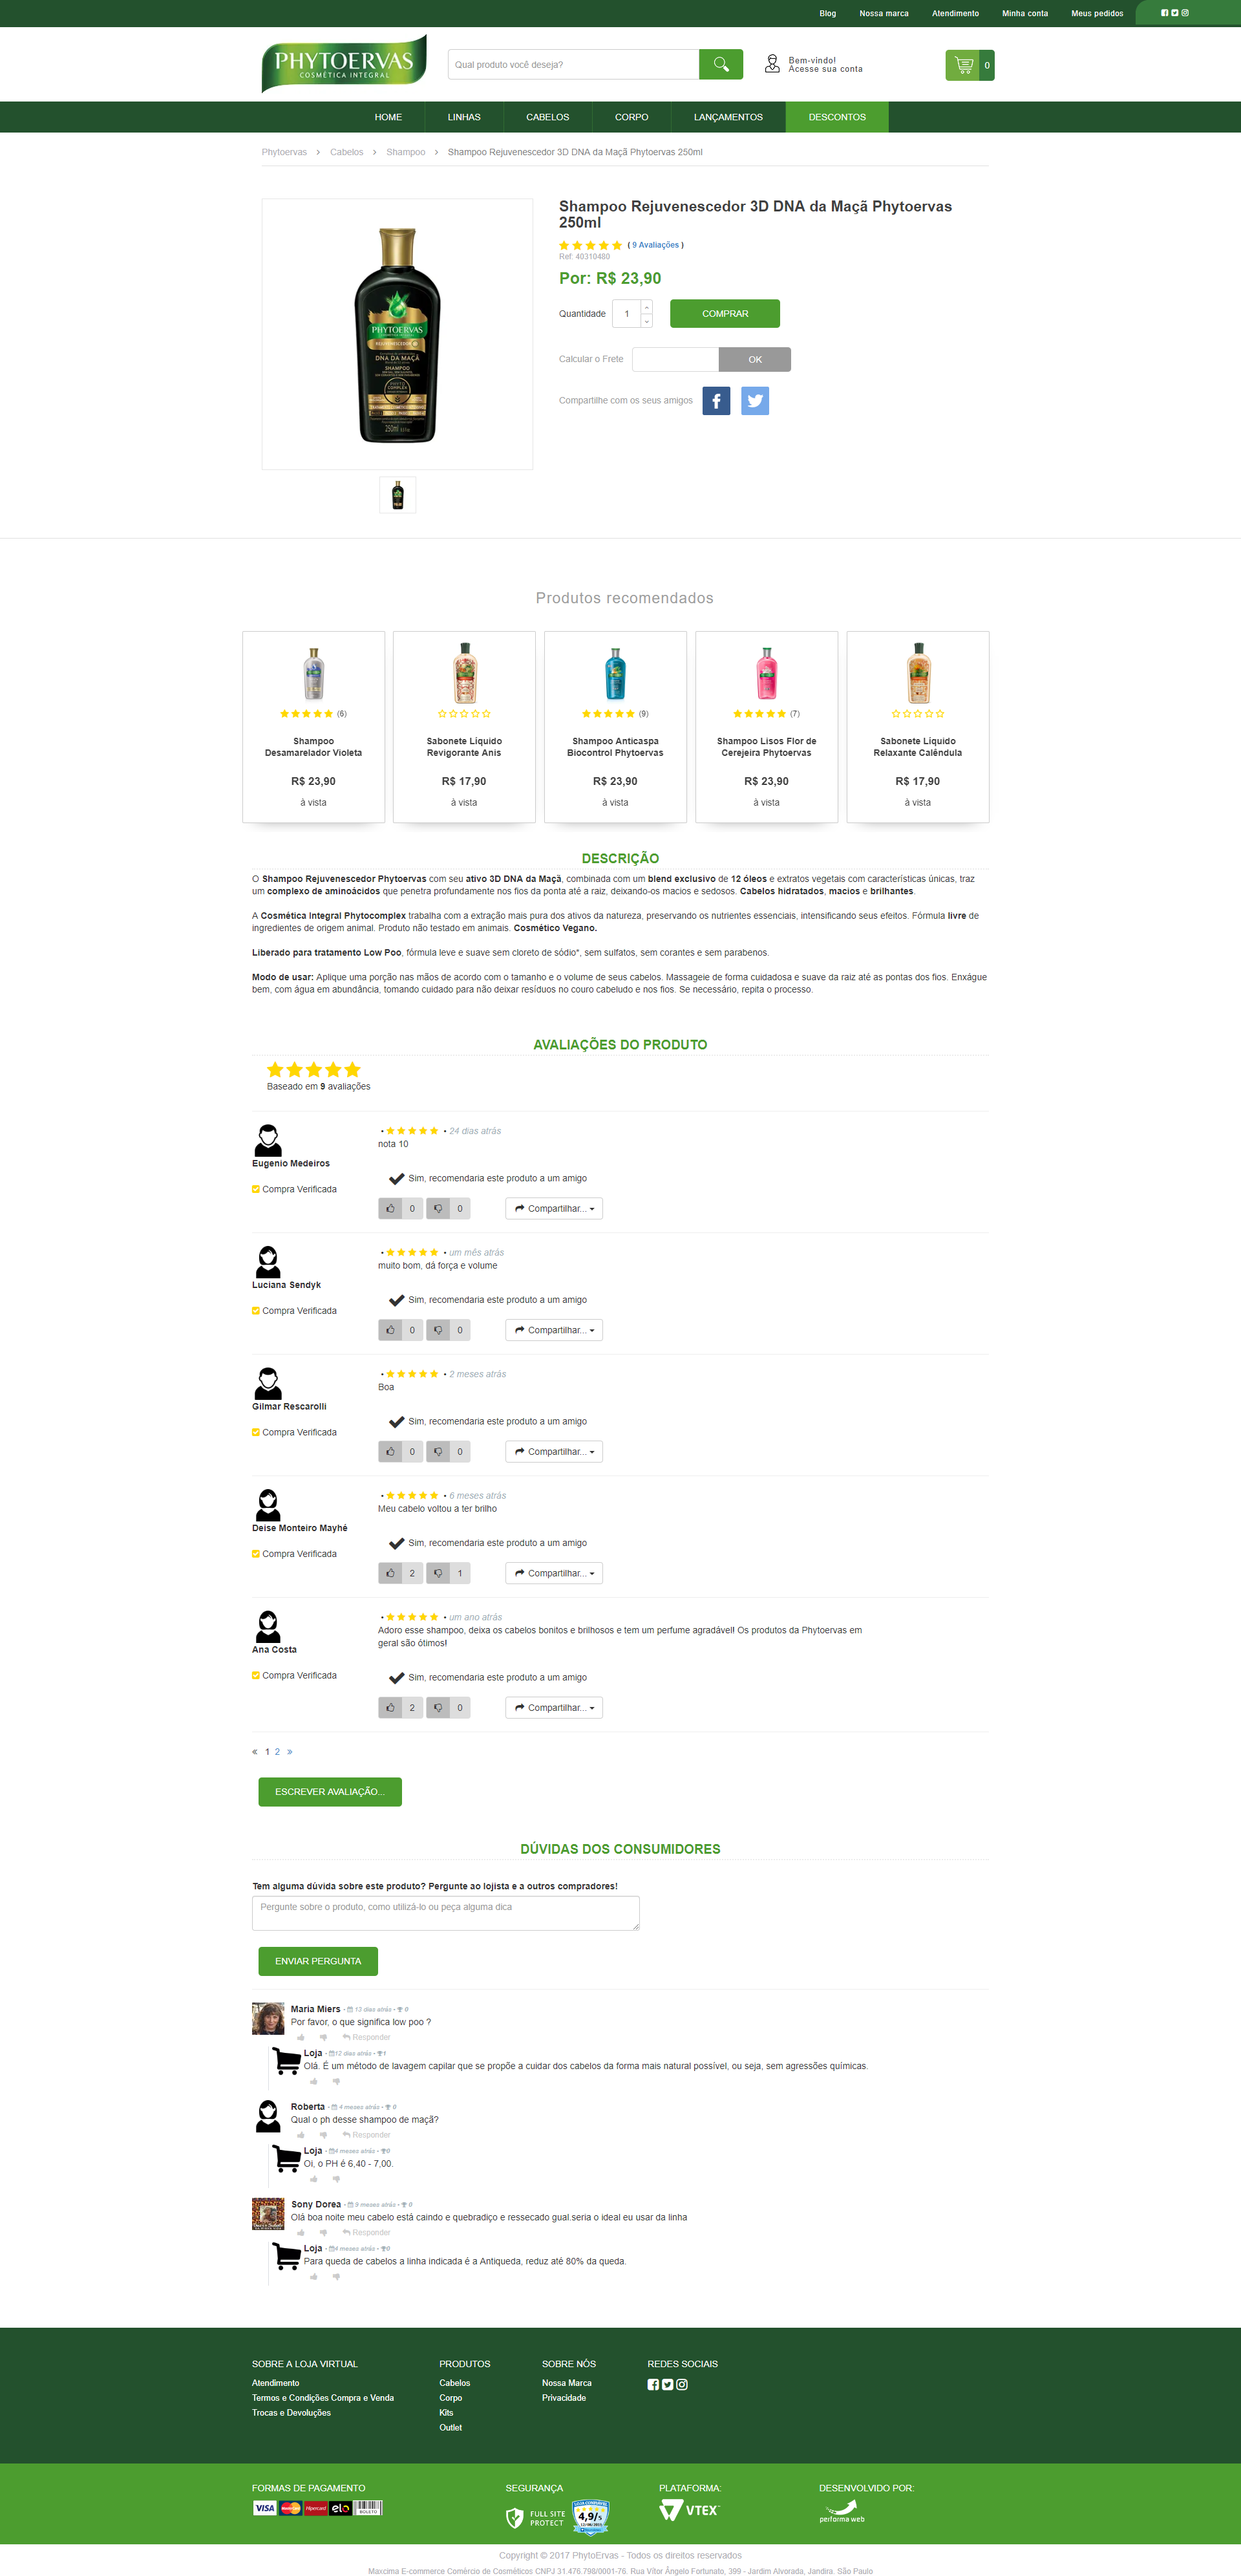 Blog Nossa marca Atendimento Minha conta Meus pedidos
PHYTOERVAS
COSMÉTICA INTEGRAL
Qual produto você deseja?
Bem-vindo!
Acesse sua conta
0
HOME LINHAS CABELOS CORPO LANÇAMENTOS DESCONTOS
Phytoervas > Cabelos > Shampoo > Shampoo Rejuvenescedor 3D DNA da Maçã Phytoervas 250ml
PHYTOERVAS
DNA DA MAÇÃ
SHAMPOO
250ml
Shampoo Rejuvenescedor 3D DNA da Maçã Phytoervas
250ml
( 9 Avaliações )
Ref: 40310480
Por: R$ 23,90
Quantidade 1 COMPRAR
Calcular o Frete OK
Compartilhe com os seus amigos
Produtos recomendados
(6)
Shampoo
Desamarelador Violeta
R$ 23,90
à vista
Sabonete Líquido
Revigorante Anis
R$ 17,90
à vista
(9)
Shampoo Anticaspa
Biocontrol Phytoervas
R$ 23,90
à vista
(7)
Shampoo Lisos Flor de
Cerejeira Phytoervas
R$ 23,90
à vista
Sabonete Líquido
Relaxante Calêndula
R$ 17,90
à vista
DESCRIÇÃO
O Shampoo Rejuvenescedor Phytoervas com seu ativo 3D DNA da Maçã, combinada com um blend exclusivo de 12 óleos e extratos vegetais com características únicas, traz
um complexo de aminoácidos que penetra profundamente nos fios da ponta até a raiz, deixando-os macios e sedosos. Cabelos hidratados, macios e brilhantes.
A Cosmética Integral Phytocomplex trabalha com a extração mais pura dos ativos da natureza, preservando os nutrientes essenciais, intensificando seus efeitos. Fórmula livre de
ingredientes de origem animal. Produto não testado em animais. Cosmético Vegano.
Liberado para tratamento Low Poo, fórmula leve e suave sem cloreto de sódio*, sem sulfatos, sem corantes e sem parabenos.
Modo de usar: Aplique uma porção nas mãos de acordo com o tamanho e o volume de seus cabelos. Massageie de forma cuidadosa e suave da raiz até as pontas dos fios. Enxágue
bem, com água em abundância, tomando cuidado para não deixar resíduos no couro cabeludo e nos fios. Se necessário, repita o processo.
AVALIAÇÕES DO PRODUTO
Baseado em 9 avaliações
• • 24 dias atrás
nota 10
Eugenio Medeiros
Sim, recomendaria este produto a um amigo
Compra Verificada
0 0 Compartilhar...
• • um mês atrás
muito bom, dá força e volume
Luciana Sendyk
Sim, recomendaria este produto a um amigo
Compra Verificada
0 0 Compartilhar...
• • 2 meses atrás
Boa
Gilmar Rescarolli
Sim, recomendaria este produto a um amigo
Compra Verificada
0 0 Compartilhar...
• • 6 meses atrás
Meu cabelo voltou a ter brilho
Deise Monteiro Mayhé
Sim, recomendaria este produto a um amigo
Compra Verificada
2 1 Compartilhar...
• • um ano atrás
Adoro esse shampoo, deixa os cabelos bonitos e brilhosos e tem um perfume agradável! Os produtos da Phytoervas em
geral são ótimos!
Ana Costa
Compra Verificada
Sim, recomendaria este produto a um amigo
2 0 Compartilhar...
« 1 2 »
ESCREVER AVALIAÇÃO...
DÚVIDAS DOS CONSUMIDORES
Tem alguma dúvida sobre este produto? Pergunte ao lojista e a outros compradores!
Pergunte sobre o produto, como utilizá-lo ou peça alguma dica
ENVIAR PERGUNTA
Maria Miers - 13 dias atrás - 0
Por favor, o que significa low poo ?
Responder
Loja - 12 dias atrás - 1
Olá. É um método de lavagem capilar que se propõe a cuidar dos cabelos da forma mais natural possível, ou seja, sem agressões químicas.
Roberta - 4 meses atrás - 0
Qual o ph desse shampoo de maçã?
Responder
Loja - 4 meses atrás - 0
Oi, o PH é 6,40 - 7,00.
Sony Dorea - 9 meses atrás - 0
Olá boa noite meu cabelo está caindo e quebradiço e ressecado gual.seria o ideal eu usar da linha
Responder
Loja - 4 meses atrás - 0
Para queda de cabelos a linha indicada é a Antiqueda, reduz até 80% da queda.
SOBRE A LOJA VIRTUAL PRODUTOS SOBRE NÓS REDES SOCIAIS
Atendimento Cabelos Nossa Marca
Termos e Condições Compra e Venda Corpo Privacidade
Trocas e Devoluções Kits
Outlet
FORMAS DE PAGAMENTO SEGURANÇA PLATAFORMA: DESENVOLVIDO POR:
VISA MasterCard Hipercard elo BOLETO
FULL SITE
PROTECT
4,9/5
VTEX
performa web
Copyright © 2017 PhytoErvas - Todos os direitos reservados
Maxcima E-commerce Comércio de Cosméticos CNPJ 31.476.798/0001-76. Rua Vítor Ângelo Fortunato, 399 - Jardim Alvorada, Jandira. São Paulo